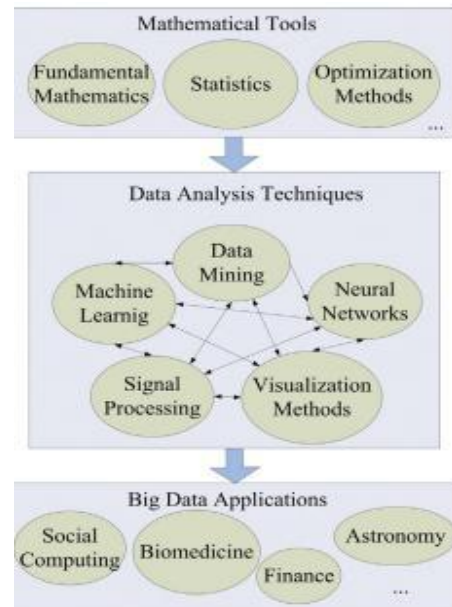 Mathematical Tools
Fundamental
Mathematics
Statistics
Optimization
Methods
...
Data Analysis Techniques
Data
Mining
Machine
Learnig
Neural
Networks
Signal
Processing
Visualization
Methods
Big Data Applications
Social
Computing
Biomedicine
Finance
Astronomy
...